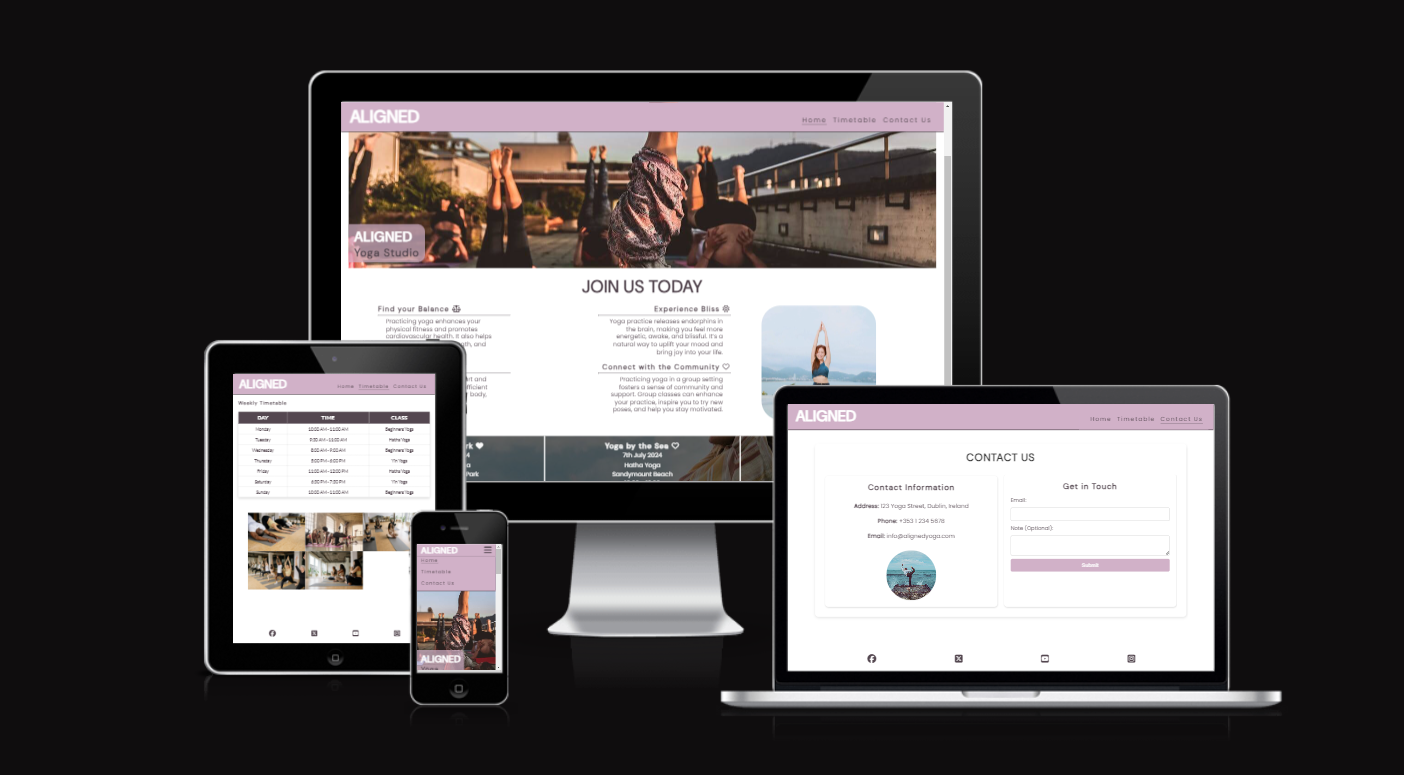 ALIGNED
Home Timetable Contact Us
ALIGNED
Yoga Studio
JOIN US TODAY
Find your Balance
Practicing yoga enhances your
physical fitness and promotes
cardiovascular health. It also helps
and
and
body.
Experience Bliss
Yoga practice releases endorphins in
the brain, making you feel more
energetic, awake, and blissful. It's a
natural way to uplift your mood and
bring joy into your life.
Connect with the Community
Practicing yoga in a group setting
fosters a sense of community and
support. Group classes can enhance
your practice, inspire you to try new
poses, and help you stay motivated.
Park
Yoga by the Sea
7th July 2024
Hatha Yoga
Sandymount Beach
ALIGNED
Home Timetable Contact Us
Weekly Timetable
DAY TIME CLASS
Monday 10:00 AM - 11:00 AM Beginners Yoga
Tuesday Hatha Yoga
Wednesday 8:00 AM - 9:00 AM Beginners Yoga
Thursday 5:00 PM - 6:00 PM Yin Yoga
Friday 11:00 AM - 12:00 PM Hatha Yoga
Saturday 6:30 PM - 7:30 PM Yin Yoga
Sunday 10:00 AM - 11:00 AM Beginners Yoga
ALIGNED
Home
Timetable
Contact Us
ALIGNED
ALIGNED
Home Timetable Contact Us
CONTACT US
Contact Information
Address: 123 Yoga Street, Dublin, Ireland
Phone: +353 1 234 5678
Email: info@alignedyoga.com
Get in Touch
Email:
Note (Optional):
Submit